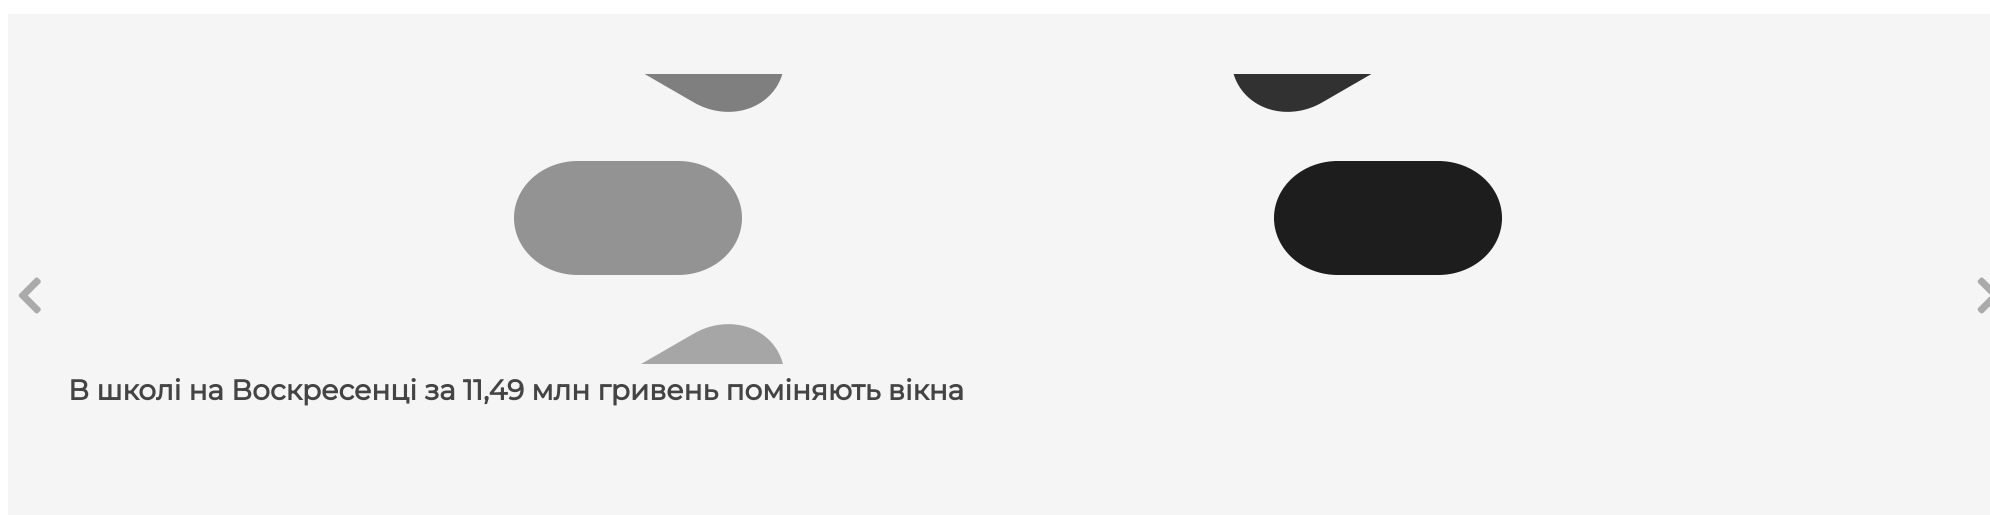 В школі на Воскресенці за 11,49 млн гривень поміняють вікна